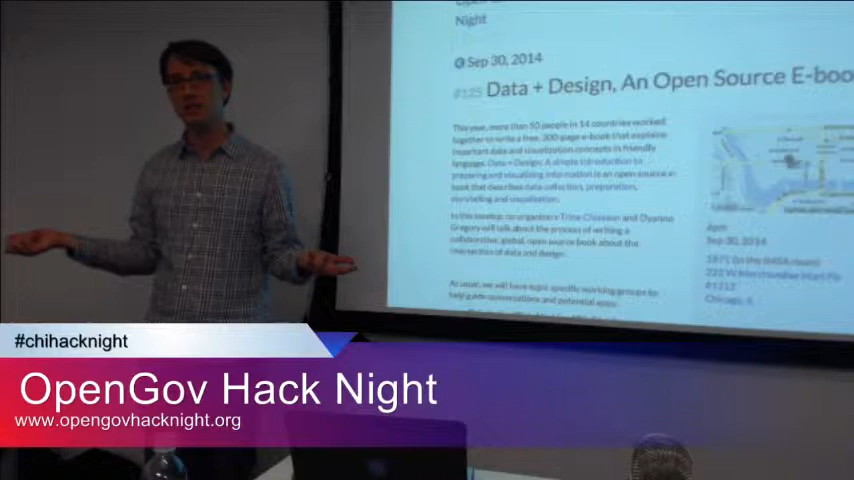 Night
Sep 30, 2014
#125 Data + Design, An Open Source E-boo
This year, more than 50 people in 14 countries worked
together to write a free, 300-page e-book that explains
important data and visualization concepts in friendly
language. Data + Design: A simple introduction to
preparing and visualizing information is an open source e-
book that describes data collection, preparation,
storytelling and visualization.
In this meetup, co-organizers Trina Chiasson and Dyanna
Gregory will talk about the process of writing a
collaborative, global, open source book about the
intersection of data and design.
As usual, we will have eight specific working groups to
help guide conversations and potential apps.
6pm
Sep 30, 2014
1871 (in the
222 W Merchandise Mart Pla
#1212
Chicago, IL
#chihacknight
OpenGov Hack Night
www.opengovhacknight.org